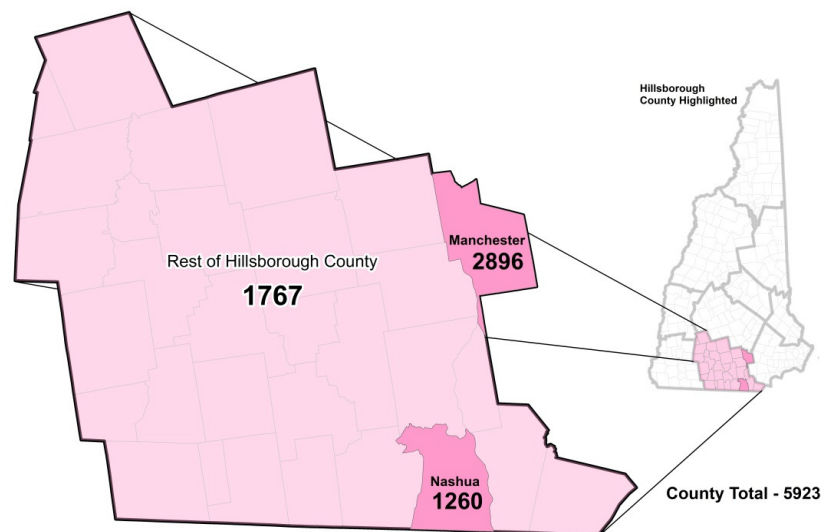 Hillsborough
County Highlighted
Manchester
2896
Rest of Hillsborough County
1767
Nashua
1260
County Total - 5923